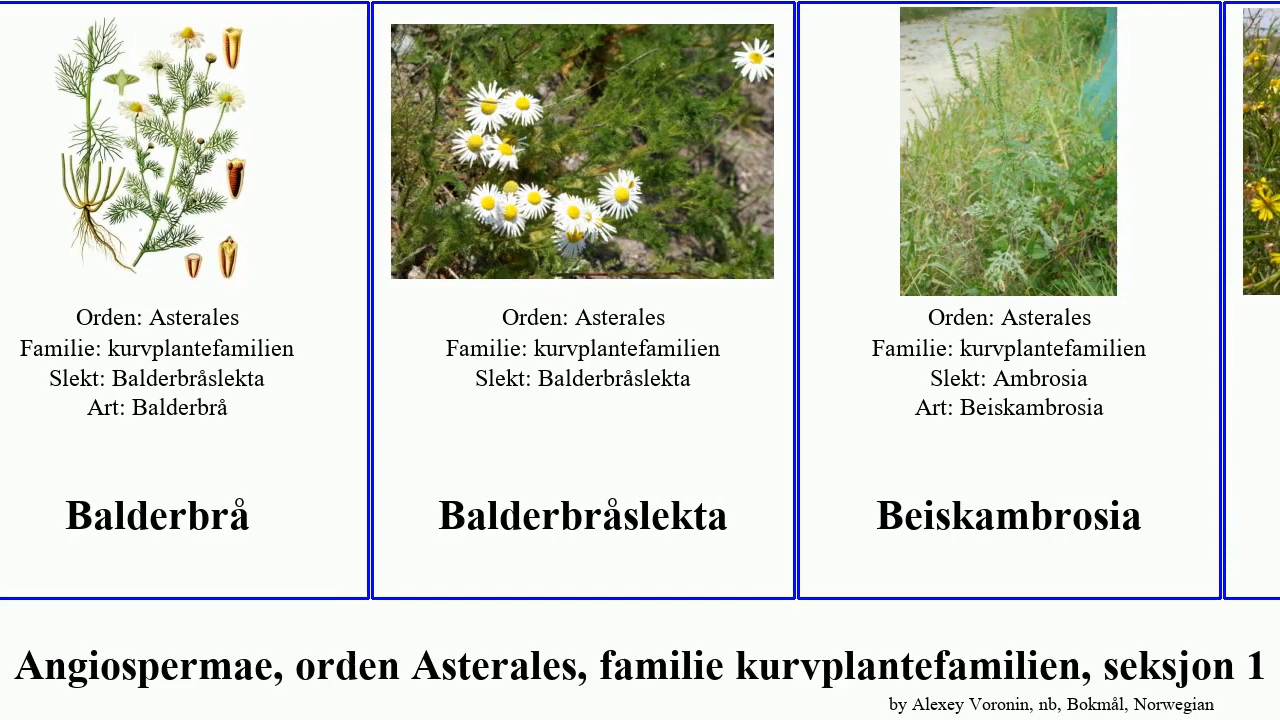 Orden: Asterales
Familie: kurvplantefamilien
Slekt: Balderbråslekta
Art: Balderbrå
Balderbrå
Orden: Asterales
Familie: kurvplantefamilien
Slekt: Balderbråslekta
Balderbråslekta
Orden: Asterales
Familie: kurvplantefamilien
Slekt: Ambrosia
Art: Beiskambrosia
Beiskambrosia
Angiospermae, orden Asterales, familie kurvplantefamilien, seksjon 1
by Alexey Voronin, nb, Bokmål, Norwegian